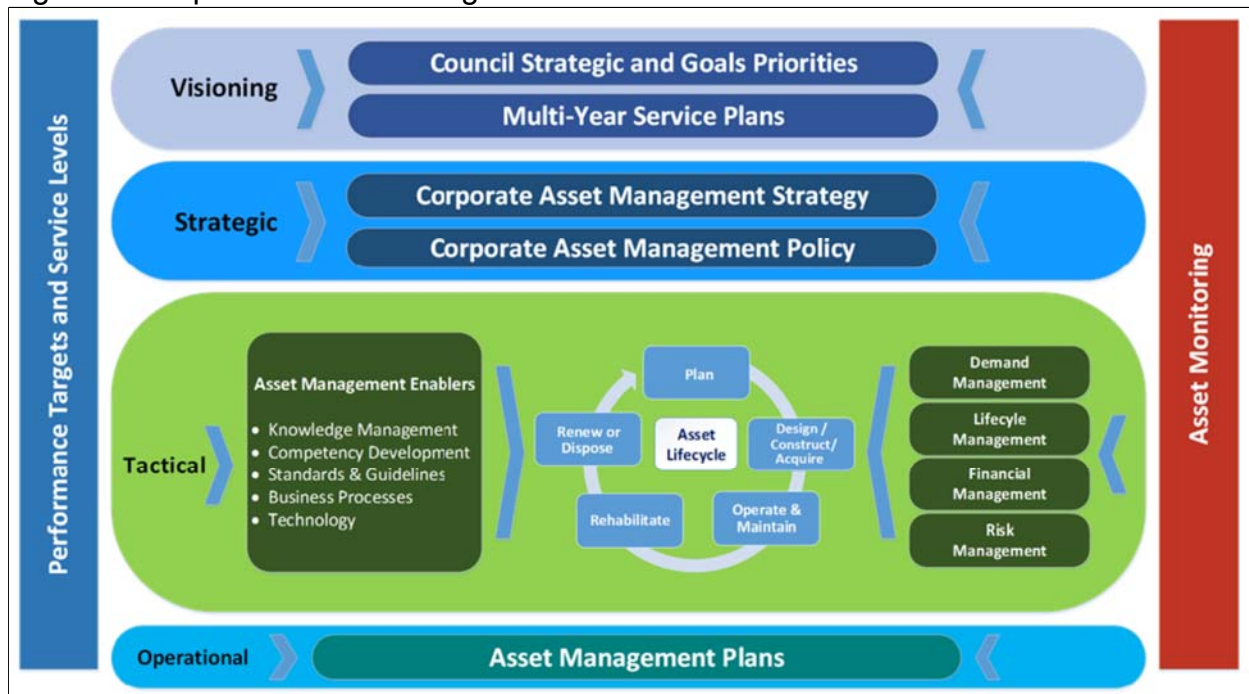 Performance Targets and Service Levels
Visioning
Council Strategic and Goals Priorities
Multi-Year Service Plans
Strategic
Corporate Asset Management Strategy
Corporate Asset Management Policy
Tactical
Asset Management Enablers
• Knowledge Management
• Competency Development
• Standards & Guidelines
• Business Processes
• Technology
Plan
Design /
Construct/
Acquire
Operate &
Maintain
Rehabilitate
Renew or
Dispose
Asset
Lifecycle
Demand
Management
Lifecyle
Management
Financial
Management
Risk
Management
Operational
Asset Management Plans
Asset Monitoring